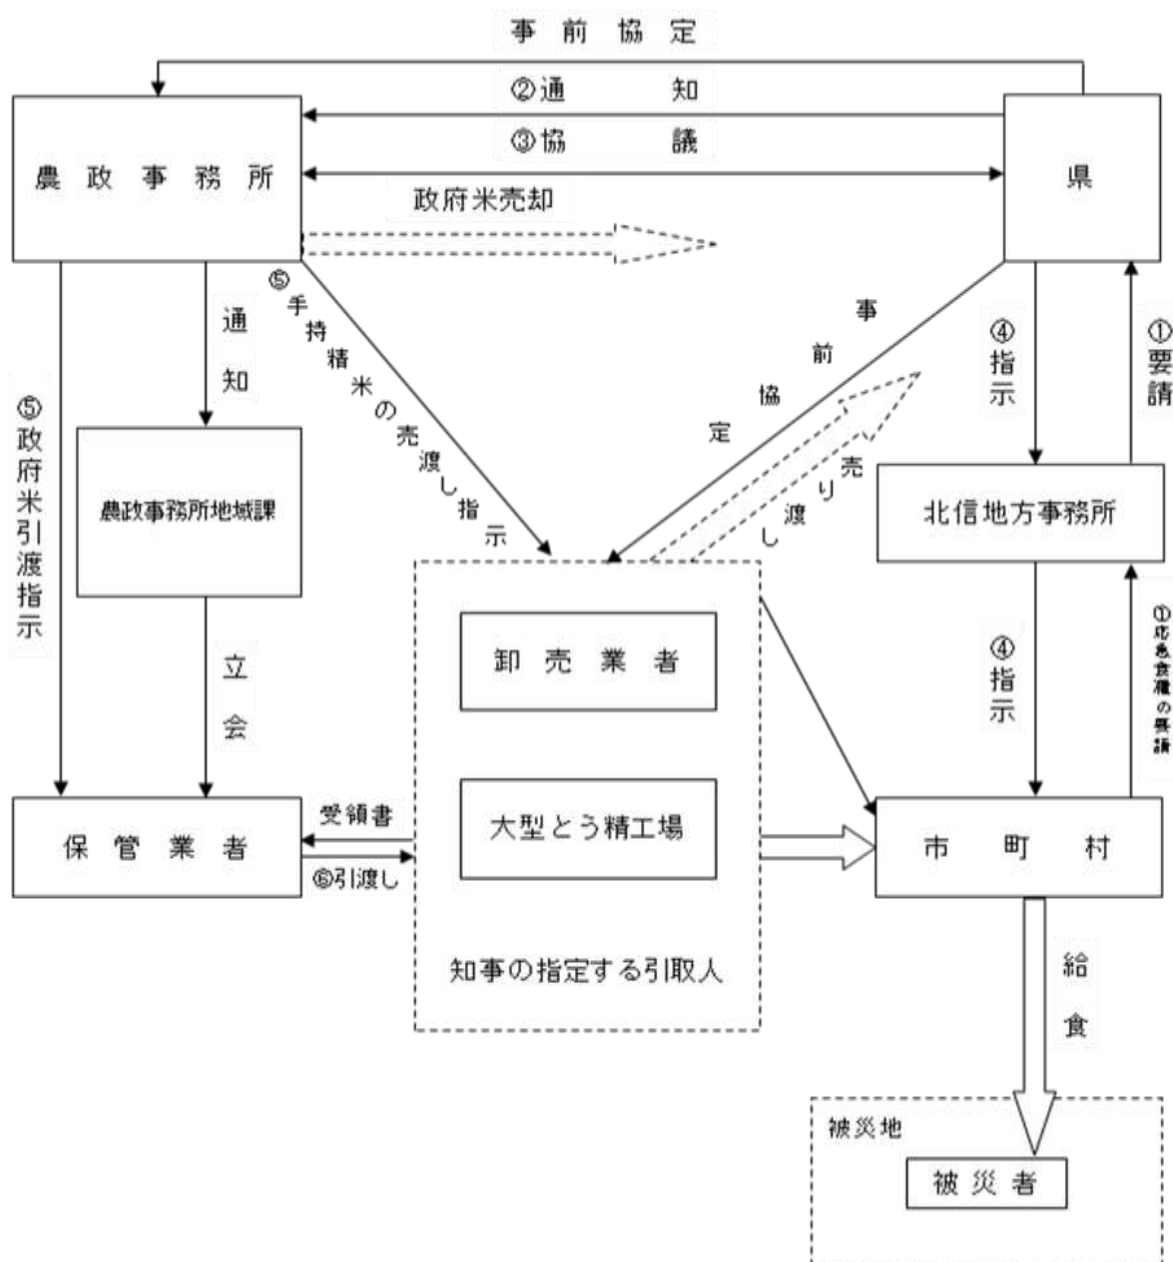 事前協定
②通知
③協議
農政事務所
県
政府米売却
⑤手持精米の売渡し指示
事前協定
売り渡し
通知
④指示
①要請
⑤政府米引渡指示
農政事務所地域課
北信地方事務所
立会
卸売業者
④指示
①応急食糧の要請
大型とう精工場
受領書
保管業者
⑥引渡し
市町村
知事の指定する引取人
給食
被災地
被災者